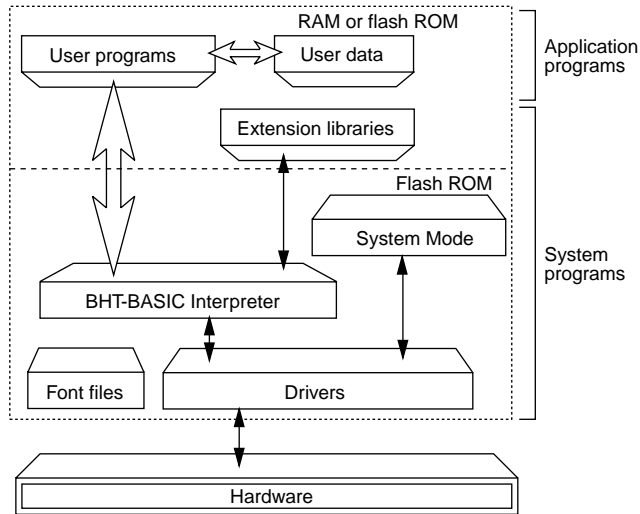 RAM or flash ROM
User programs
User data
Application
programs
Extension libraries
Flash ROM
System Mode
System
programs
BHT-BASIC Interpreter
Font files
Drivers
Hardware